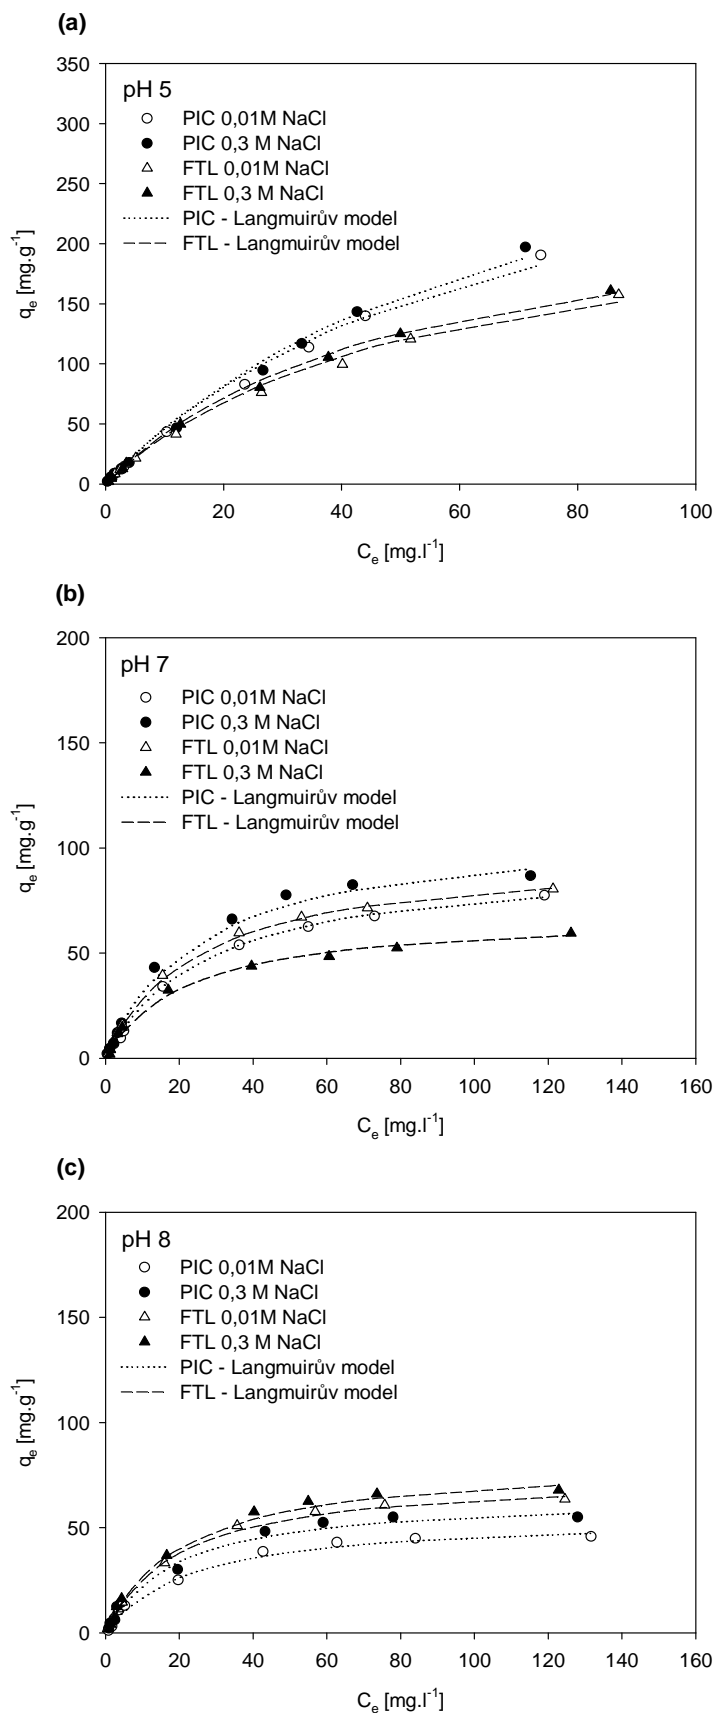 (a)
350
300
250
200
150
100
50
0
pH 5
PIC 0,01M NaCl
PIC 0,3 M NaCl
FTL 0,01M NaCl
FTL 0,3 M NaCl
PIC - Langmuirův model
FTL - Langmuirův model
qe [mg.g-1]
0 20 40 60 80 100
Ce [mg.l-1]
(b)
200
150
100
50
0
pH 7
PIC 0,01M NaCl
PIC 0,3 M NaCl
FTL 0,01M NaCl
FTL 0,3 M NaCl
PIC - Langmuirův model
FTL - Langmuirův model
qe [mg.g-1]
0 20 40 60 80 100 120 140 160
Ce [mg.l-1]
(c)
200
150
100
50
0
pH 8
PIC 0,01M NaCl
PIC 0,3 M NaCl
FTL 0,01M NaCl
FTL 0,3 M NaCl
PIC - Langmuirův model
FTL - Langmuirův model
qe [mg.g-1]
0 20 40 60 80 100 120 140 160
Ce [mg.l-1]